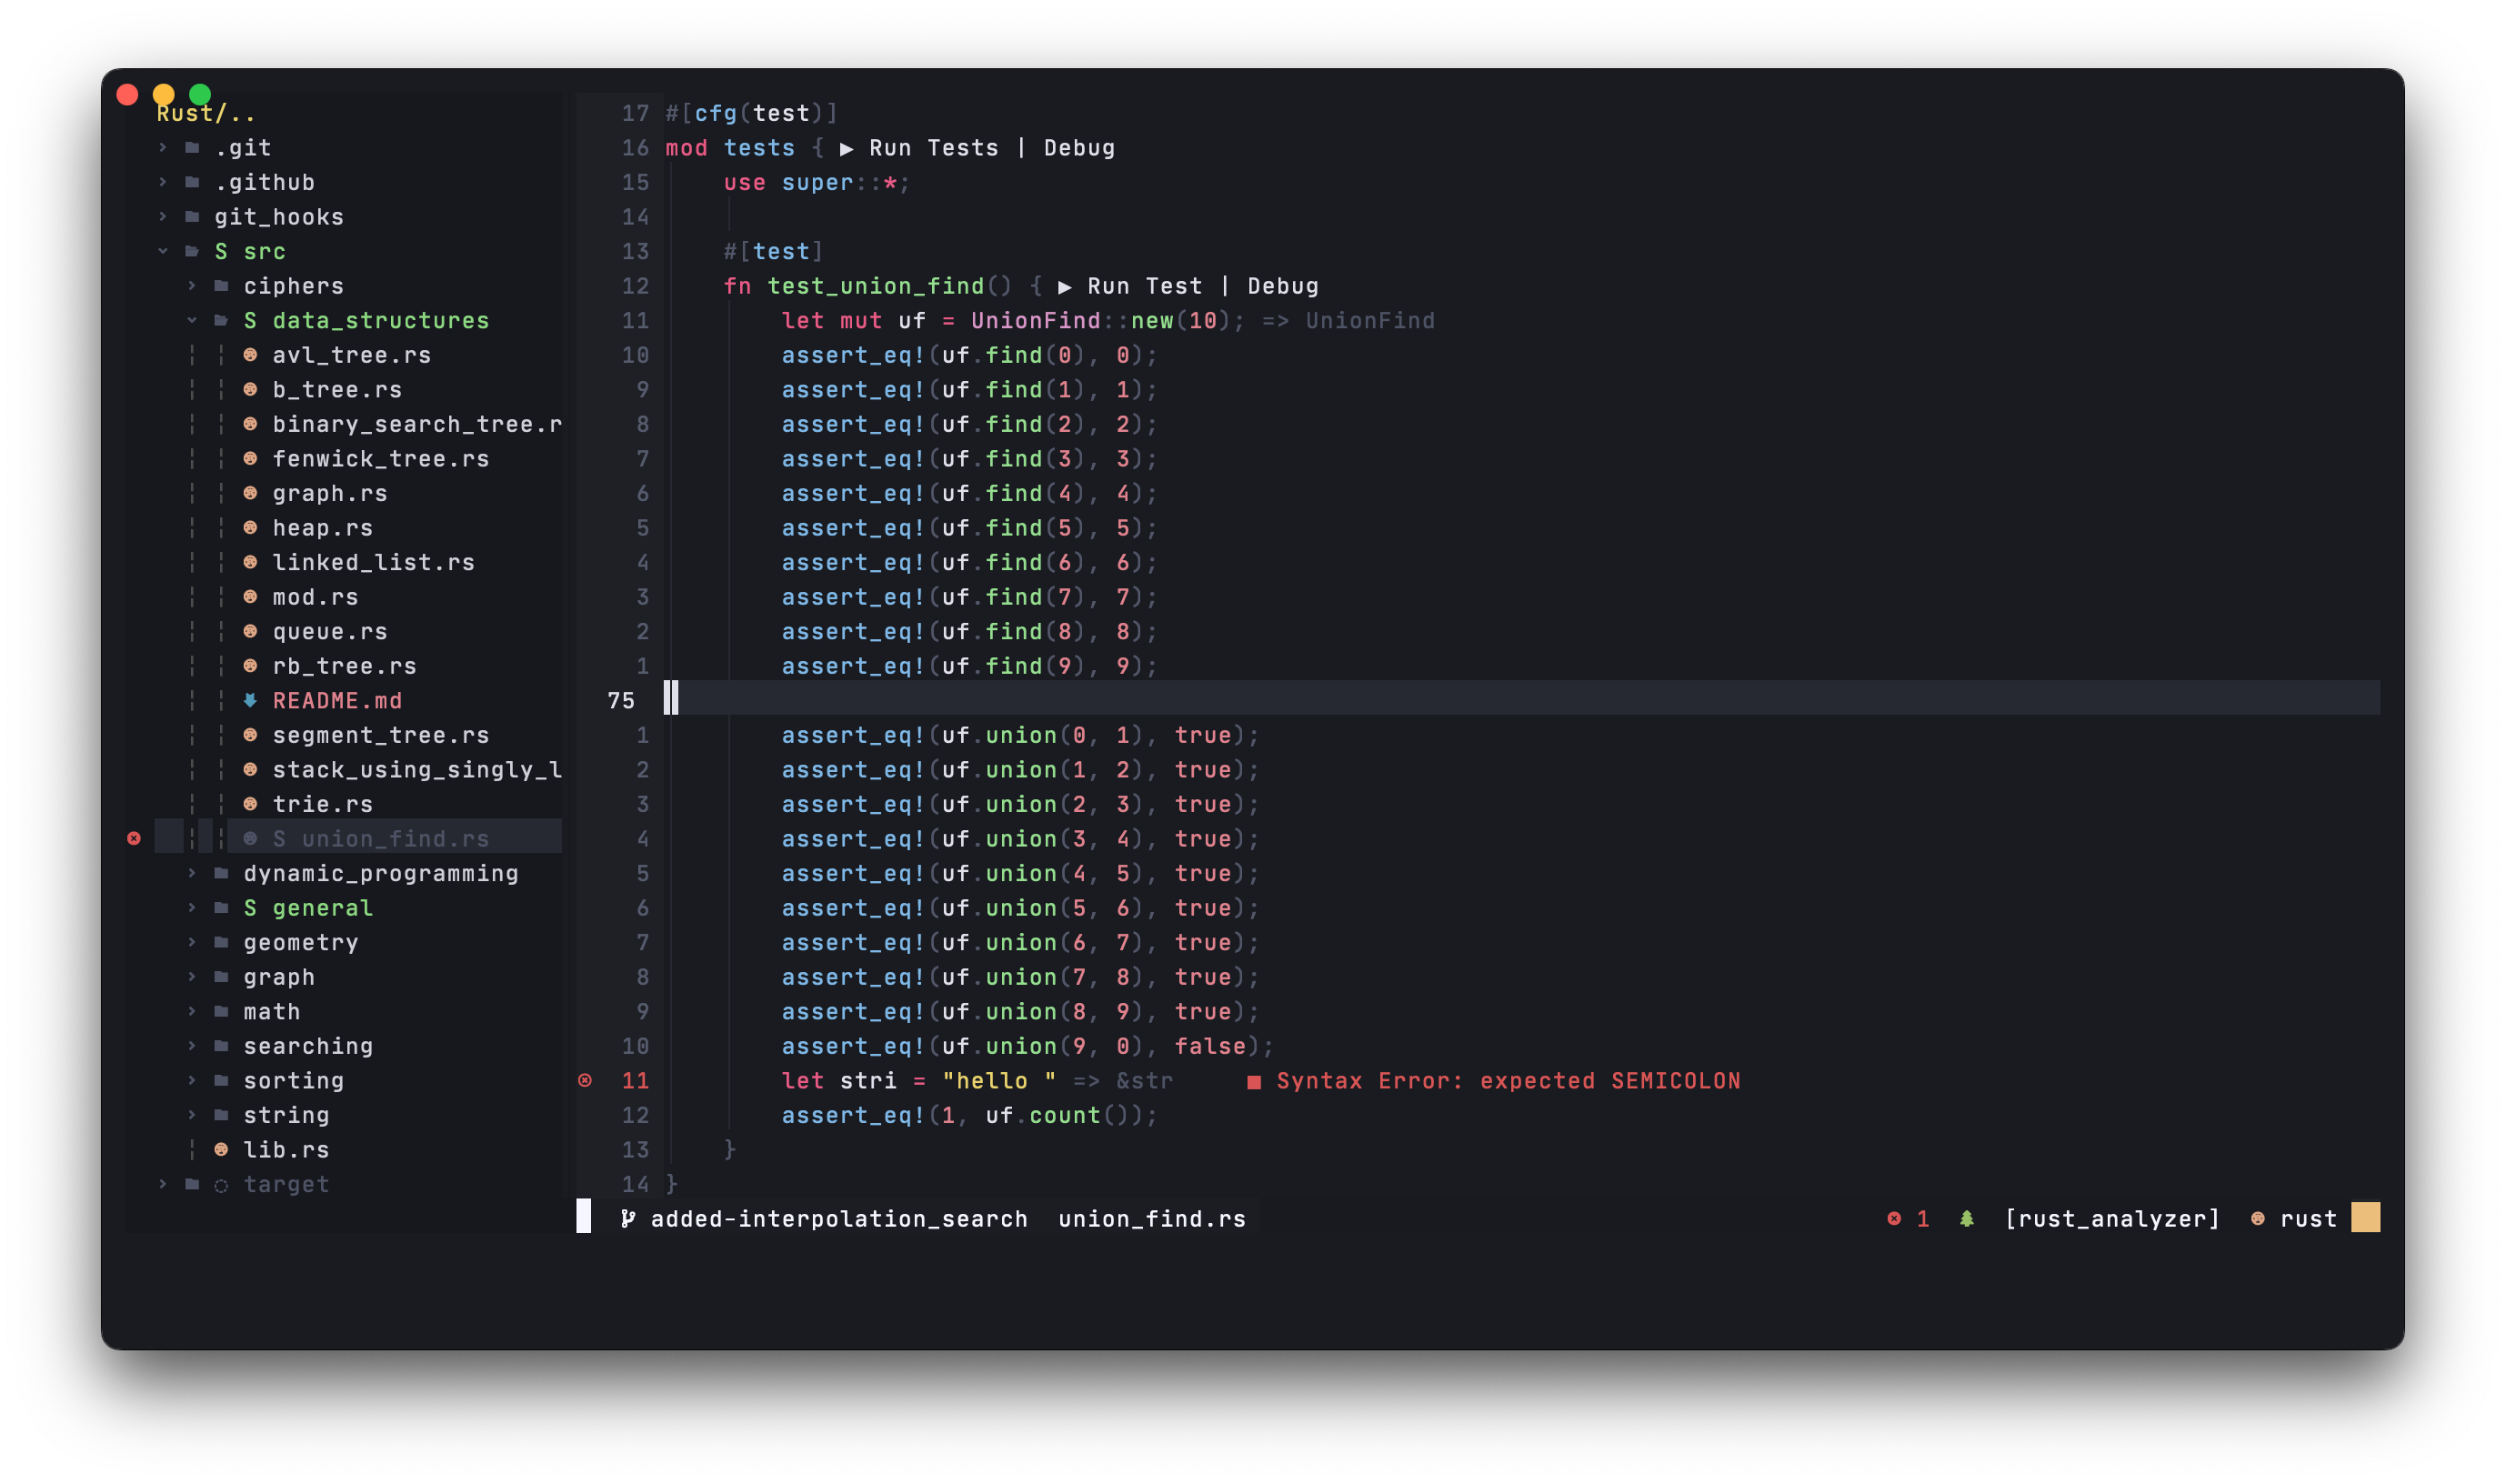 Rust/..
.git
.github
git_hooks
S src
ciphers
S data_structures
avl_tree.rs
b_tree.rs
binary_search_tree.r
fenwick_tree.rs
graph.rs
heap.rs
linked_list.rs
mod.rs
queue.rs
rb_tree.rs
README.md
segment_tree.rs
stack_using_singly_l
trie.rs
S union_find.rs
dynamic_programming
S general
geometry
graph
math
searching
sorting
string
lib.rs
target
17 #[cfg(test)]
16 mod tests { ▶ Run Tests | Debug
15     use super::*;
14
13     #[test]
12     fn test_union_find() { ▶ Run Test | Debug
11         let mut uf = UnionFind::new(10); => UnionFind
10         assert_eq!(uf.find(0), 0);
9         assert_eq!(uf.find(1), 1);
8         assert_eq!(uf.find(2), 2);
7         assert_eq!(uf.find(3), 3);
6         assert_eq!(uf.find(4), 4);
5         assert_eq!(uf.find(5), 5);
4         assert_eq!(uf.find(6), 6);
3         assert_eq!(uf.find(7), 7);
2         assert_eq!(uf.find(8), 8);
1         assert_eq!(uf.find(9), 9);
75
1         assert_eq!(uf.union(0, 1), true);
2         assert_eq!(uf.union(1, 2), true);
3         assert_eq!(uf.union(2, 3), true);
4         assert_eq!(uf.union(3, 4), true);
5         assert_eq!(uf.union(4, 5), true);
6         assert_eq!(uf.union(5, 6), true);
7         assert_eq!(uf.union(6, 7), true);
8         assert_eq!(uf.union(7, 8), true);
9         assert_eq!(uf.union(8, 9), true);
10         assert_eq!(uf.union(9, 0), false);
11         let stri = "hello " => &str     ■ Syntax Error: expected SEMICOLON
12         assert_eq!(1, uf.count());
13     }
14 }
added-interpolation_search  union_find.rs  1  [rust_analyzer]  rust